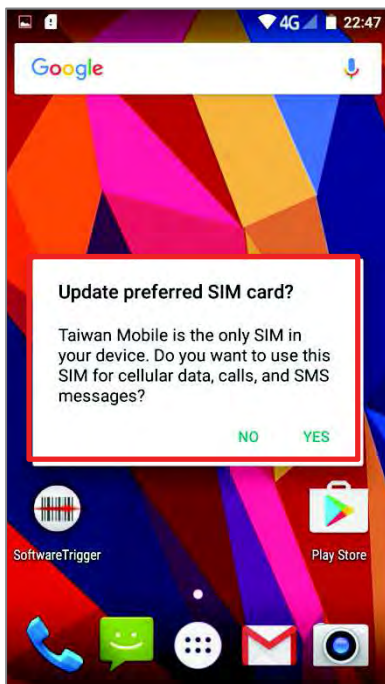 4G 22:47
Google
Update preferred SIM card?
Taiwan Mobile is the only SIM in
your device. Do you want to use this
SIM for cellular data, calls, and SMS
messages?
NO YES
SoftwareTrigger Play Store